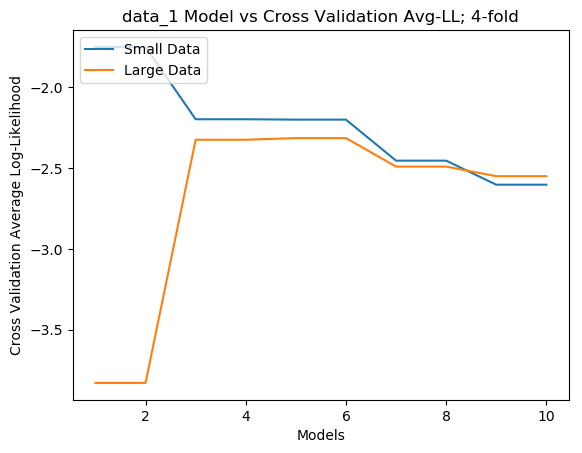 data_1 Model vs Cross Validation Avg-LL; 4-fold
Small Data
Large Data
Cross Validation Average Log-Likelihood
−2.0
−2.5
−3.0
−3.5
2
4
6
8
10
Models